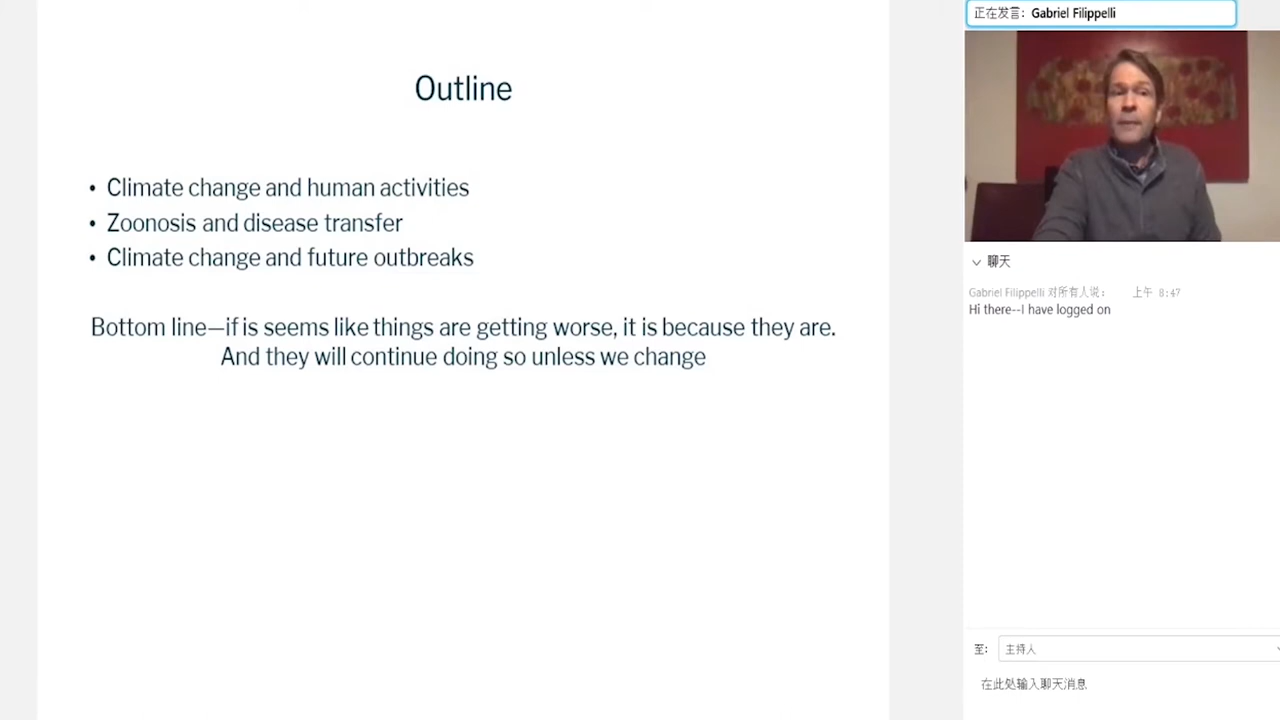 Outline
• Climate change and human activities
• Zoonosis and disease transfer
• Climate change and future outbreaks
Bottom line—if is seems like things are getting worse, it is because they are.
And they will continue doing so unless we change
正在发言: Gabriel Filippelli
聊天
Gabriel Filippelli 对所有人说: 上午 8:47
Hi there--I have logged on
至: 主持人
在此处输入聊天消息